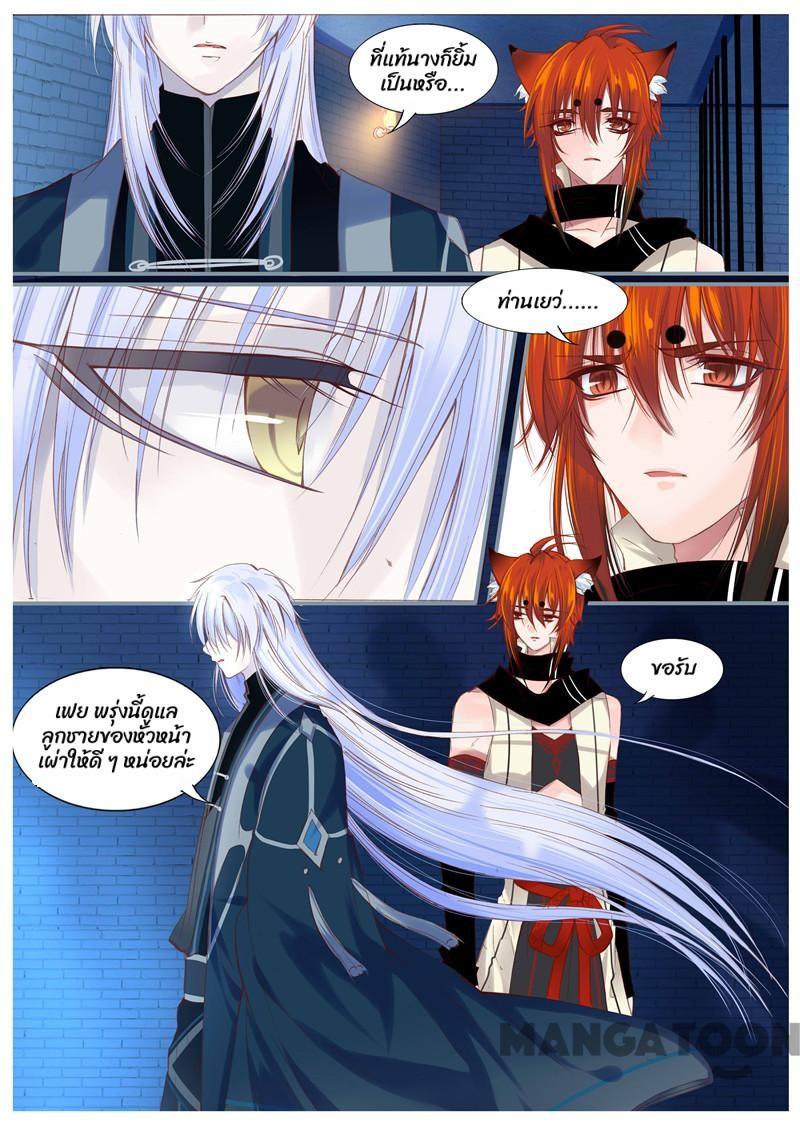 ที่แท้นางก็ยิ้ม
เป็นหรือ...
ท่านเยว่......
ขอรับ
เฟย พรุ่งนี้ดูแล
ลูกชายของหัวหน้า
เผ่าให้ดี ๆ หน่อยล่ะ
MANGATOON